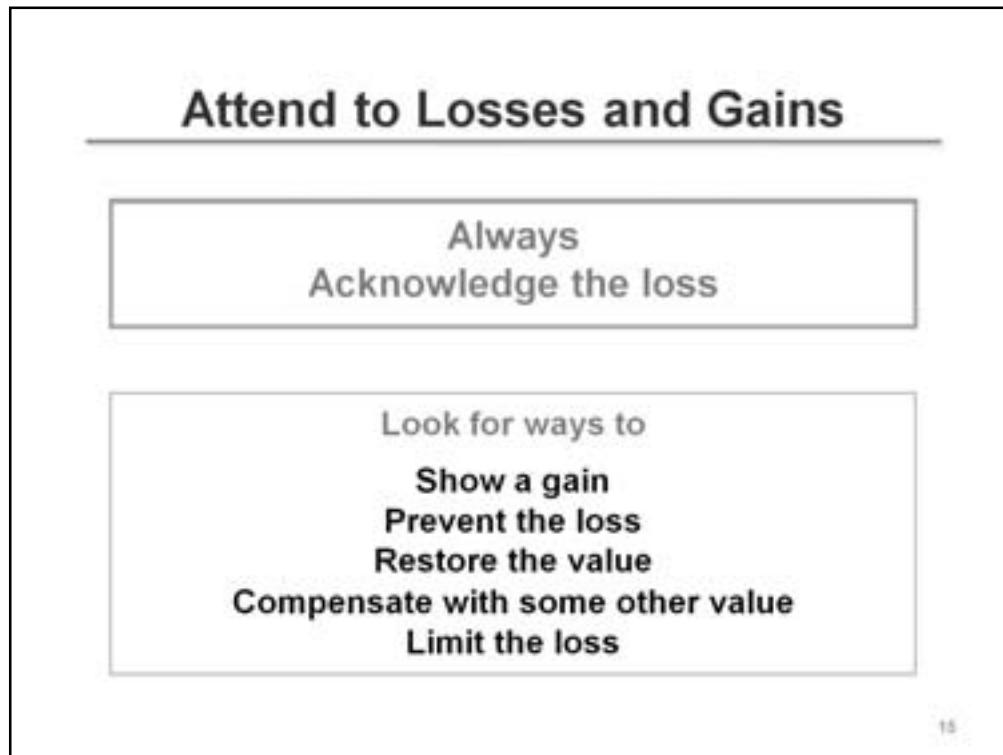 Attend to Losses and Gains
Always
Acknowledge the loss
Look for ways to
Show a gain
Prevent the loss
Restore the value
Compensate with some other value
Limit the loss
15